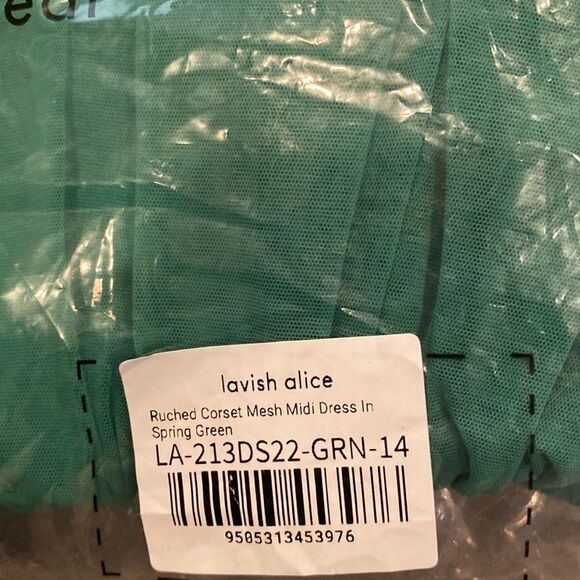 lavish alice
Ruched Corset Mesh Midi Dress In
Spring Green
LA-213DS22-GRN-14
9505313453976